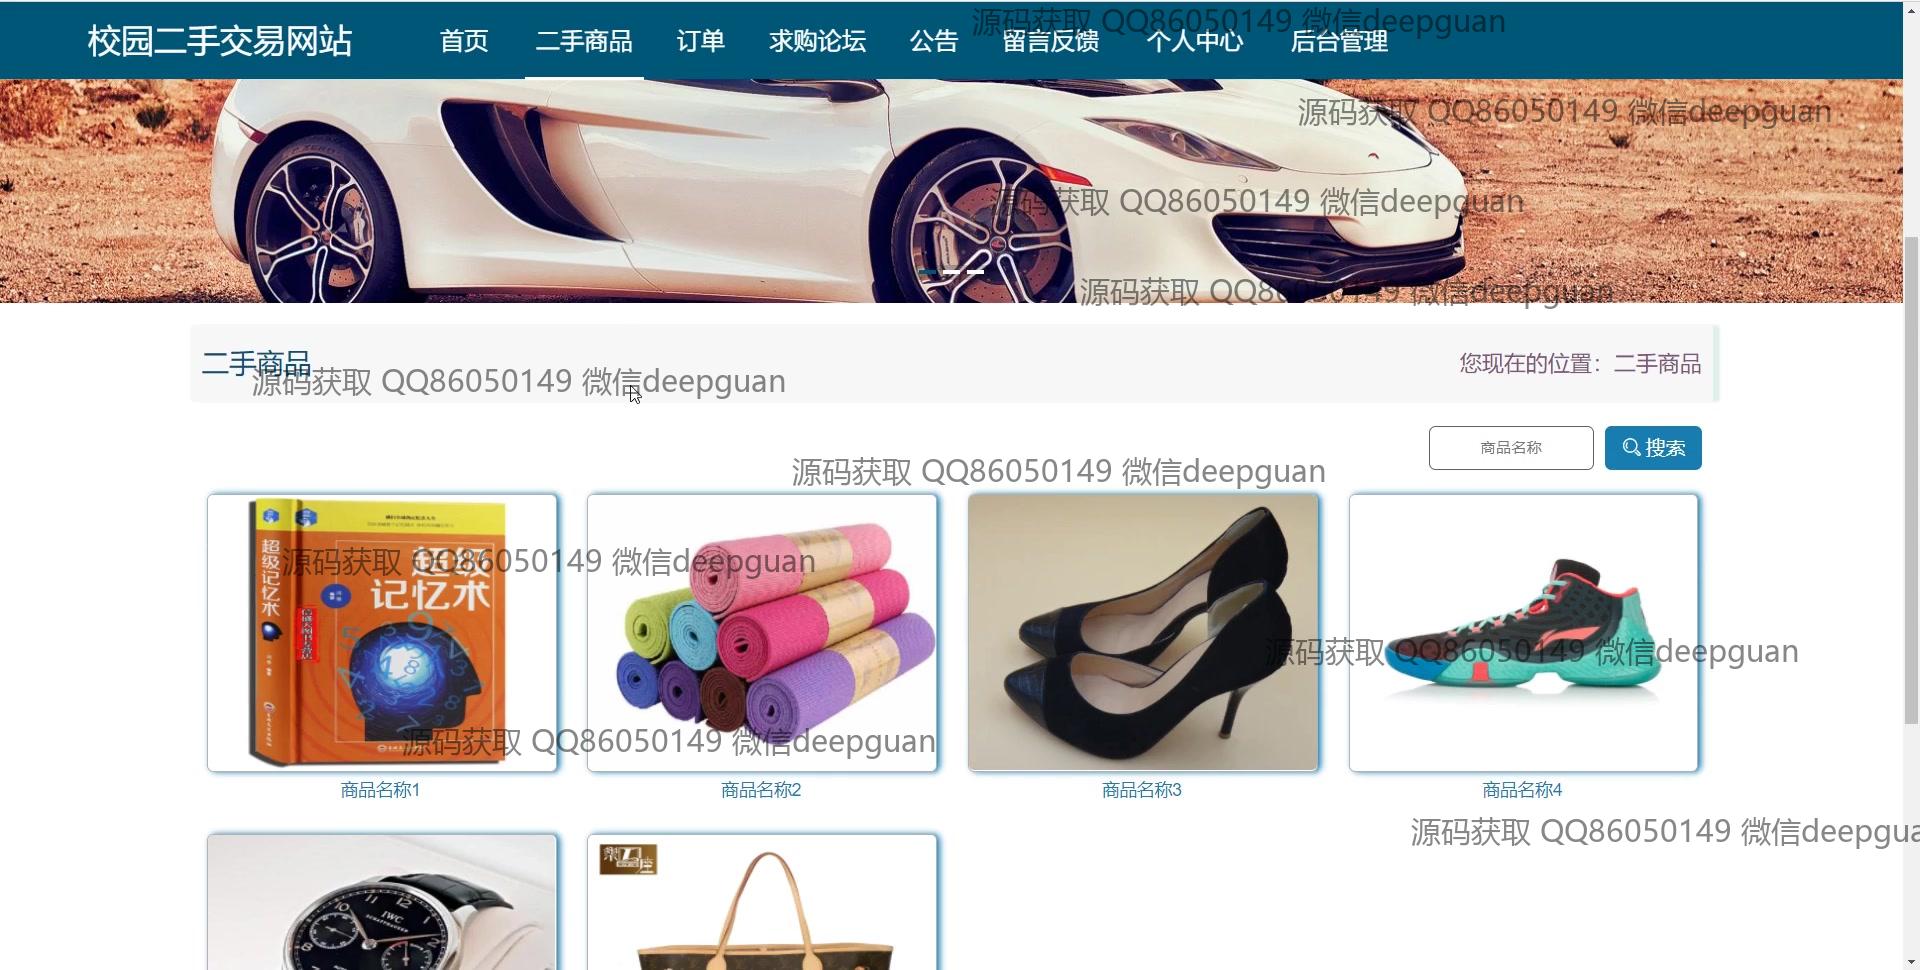 校园二手交易网站 首页 二手商品 订单 求购论坛 公告 留言反馈 个人中心 后台管理
源码获取 QQ86050149 微信deepguan
源码获取 QQ86050149 微信deepguan
源码获取 QQ86050149 微信deepguan
源码获取 QQ86050149 微信deepguan
二手商品
您现在的位置：二手商品
源码获取 QQ86050149 微信deepguan
商品名称
搜索
源码获取 QQ86050149 微信deepguan
超级记忆术
超级
记忆术
源码获取 QQ86050149 微信deepguan
源码获取 QQ86050149 微信deepguan
源码获取 QQ86050149 微信deepguan
商品名称1
商品名称2
商品名称3
商品名称4
源码获取 QQ86050149 微信deepgua
IWC
SCHAFFHAUSEN